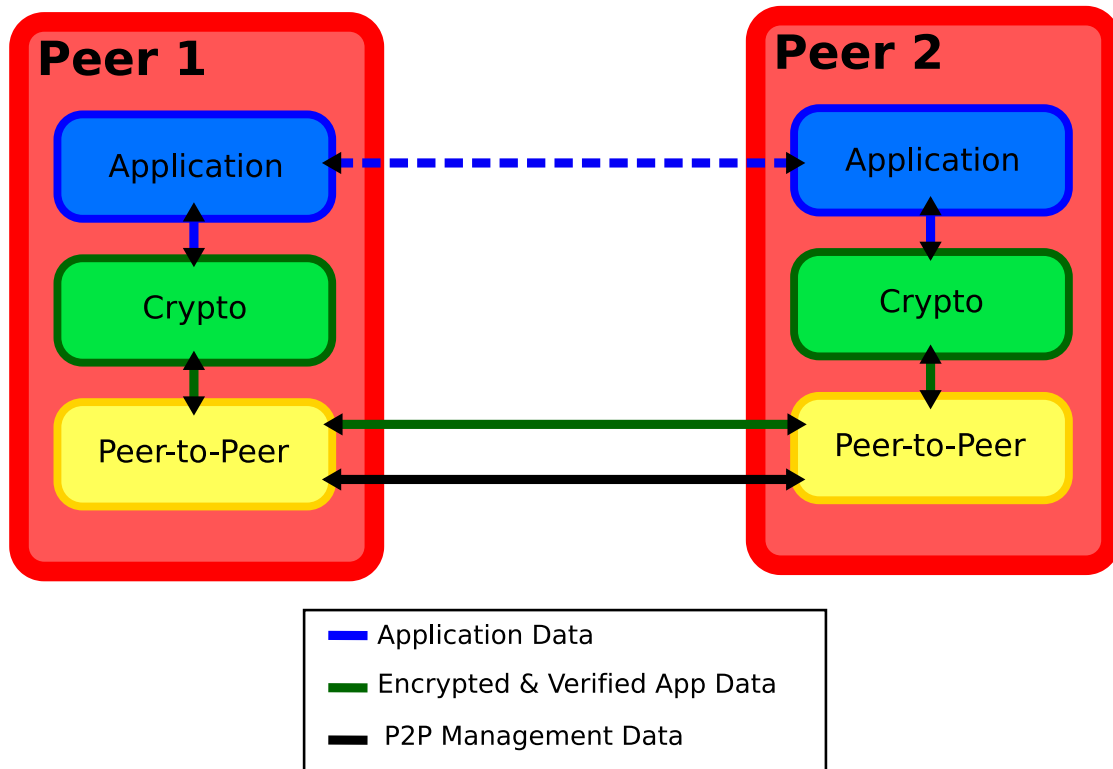 Peer 1
Application
Crypto
Peer-to-Peer
Peer 2
Application
Crypto
Peer-to-Peer
Application Data
Encrypted & Verified App Data
P2P Management Data